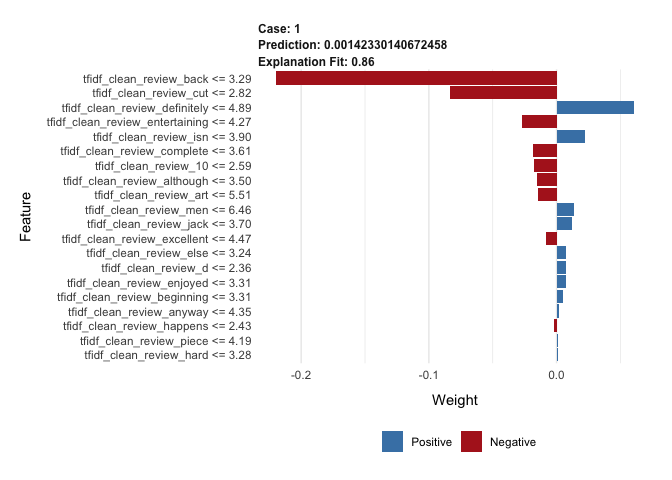 Case: 1
Prediction: 0.00142330140672458
Explanation Fit: 0.86
Feature
tfidf_clean_review_back <= 3.29
tfidf_clean_review_cut <= 2.82
tfidf_clean_review_definitely <= 4.89
tfidf_clean_review_entertaining <= 4.27
tfidf_clean_review_isn <= 3.90
tfidf_clean_review_complete <= 3.61
tfidf_clean_review_10 <= 2.59
tfidf_clean_review_although <= 3.50
tfidf_clean_review_art <= 5.51
tfidf_clean_review_men <= 6.46
tfidf_clean_review_jack <= 3.70
tfidf_clean_review_excellent <= 4.47
tfidf_clean_review_else <= 3.24
tfidf_clean_review_d <= 2.36
tfidf_clean_review_enjoyed <= 3.31
tfidf_clean_review_beginning <= 3.31
tfidf_clean_review_anyway <= 4.35
tfidf_clean_review_happens <= 2.43
tfidf_clean_review_piece <= 4.19
tfidf_clean_review_hard <= 3.28
-0.2 -0.1 0.0
Weight
Positive Negative